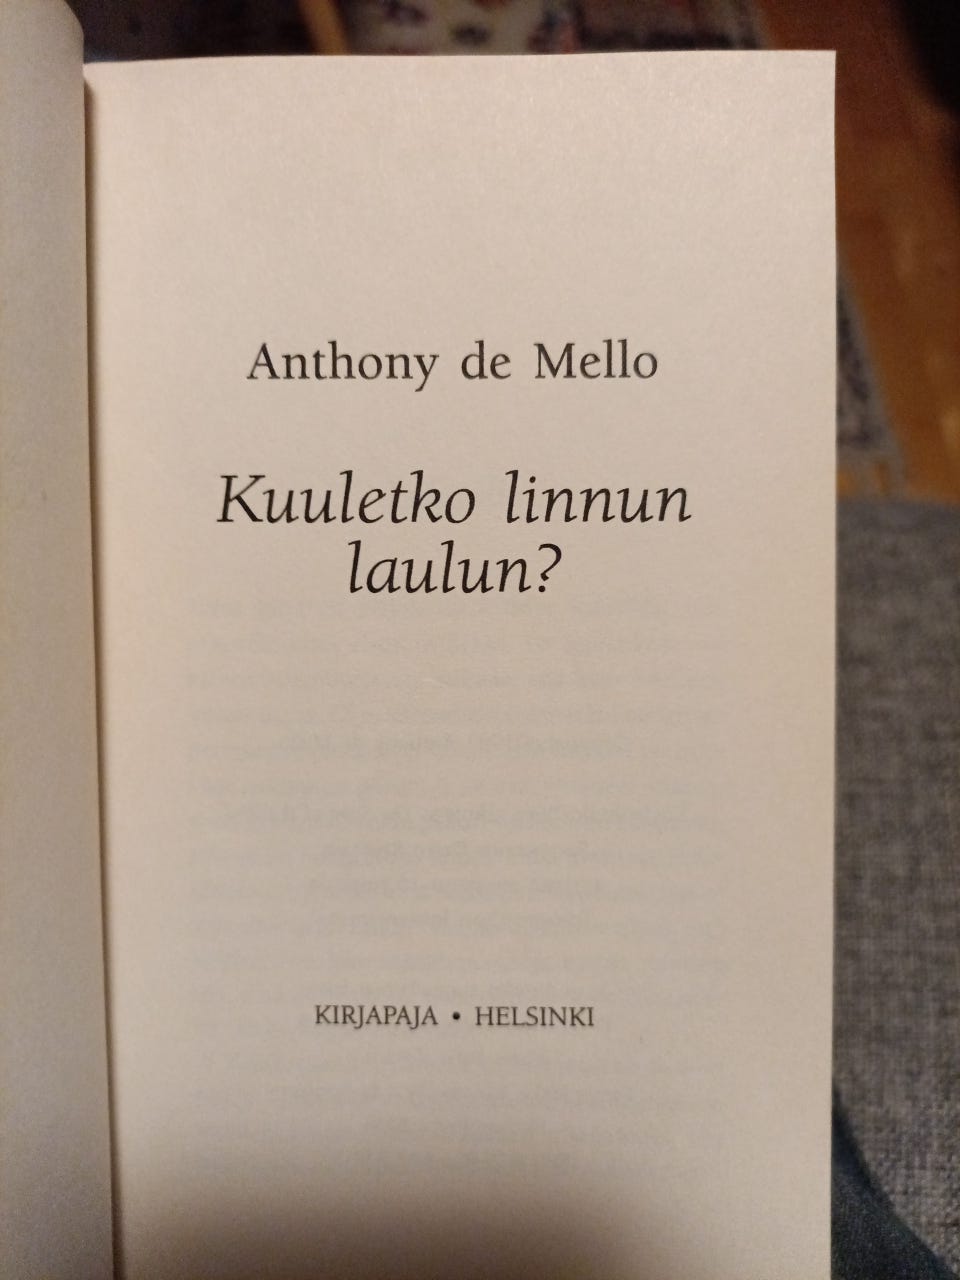 Anthony de Mello
Kuuletko linnun
laulun?
KIRJAPAJA • HELSINKI